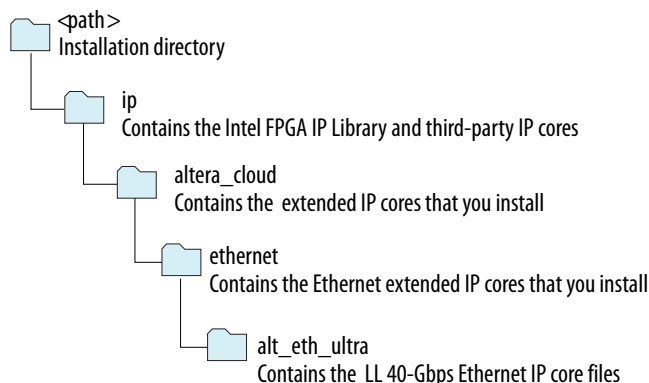 <path>
Installation directory
ip
Contains the Intel FPGA IP Library and third-party IP cores
altera_cloud
Contains the extended IP cores that you install
ethernet
Contains the Ethernet extended IP cores that you install
alt_eth_ultra
Contains the LL 40-Gbps Ethernet IP core files